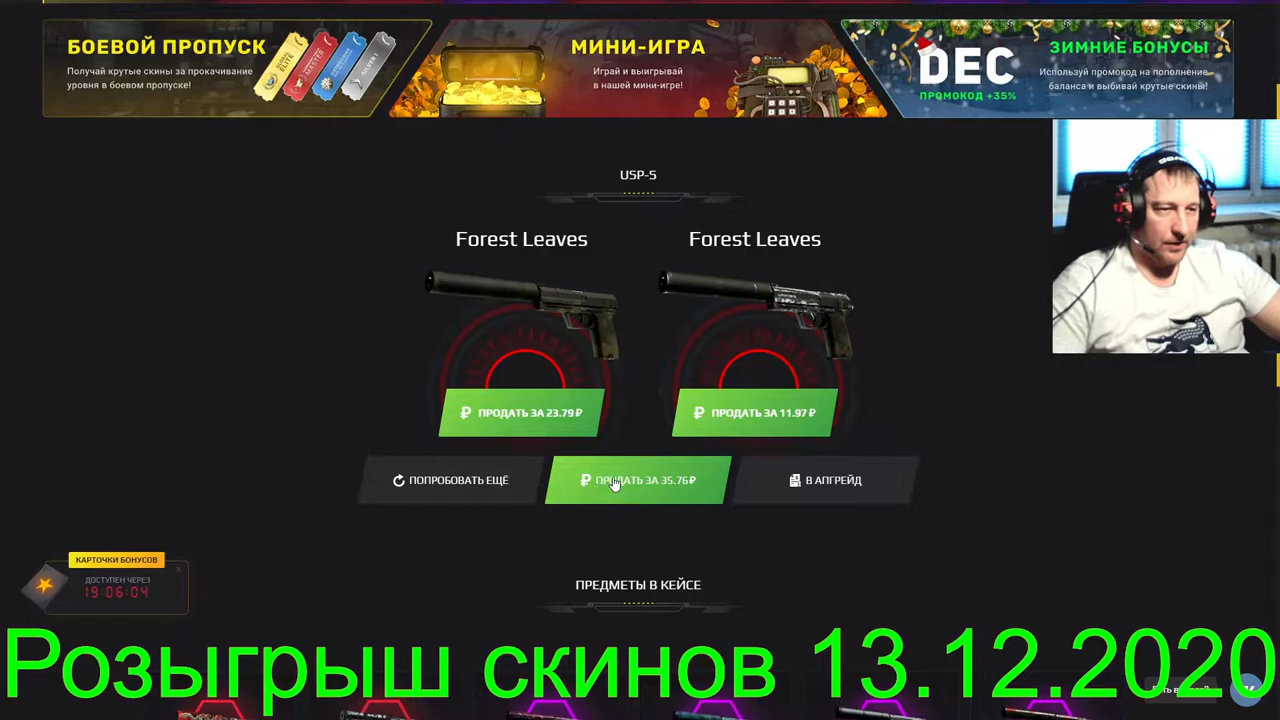 БОЕВОЙ ПРОПУСК
Получай крутые скины за прокачивание
уровня в боевом пропуске!
МИНИ-ИГРА
Играй и выигрывай
в нашей мини-игре!
DEC
ПРОМОКОД +35%
ЗИМНИЕ БОНУСЫ
Используй промокод на пополнение
баланса и выбивай крутые скины!
USP-S
Forest Leaves
Forest Leaves
₽ ПРОДАТЬ ЗА 23.79 ₽
₽ ПРОДАТЬ ЗА 11.97 ₽
ПОПРОБОВАТЬ ЕЩЁ
₽ ПРОДАТЬ ЗА 35.76 ₽
В АПГРЕЙД
КАРТОЧКИ БОНУСОВ
ДОСТУПЕН ЧЕРЕЗ
19:06:04
ПРЕДМЕТЫ В КЕЙСЕ
Розыгрыш скинов 13.12.2020